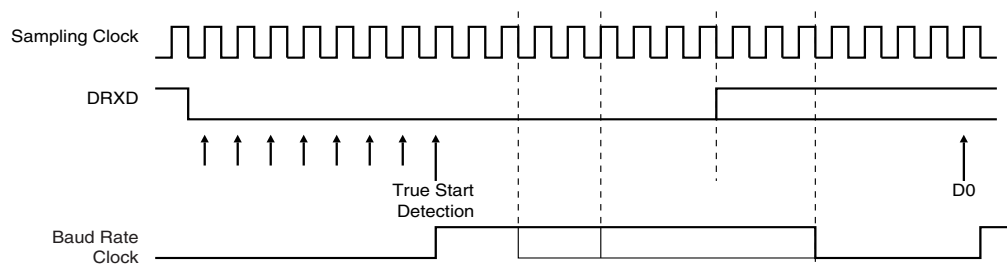 Sampling Clock
DRXD
True Start
Detection
D0
Baud Rate
Clock